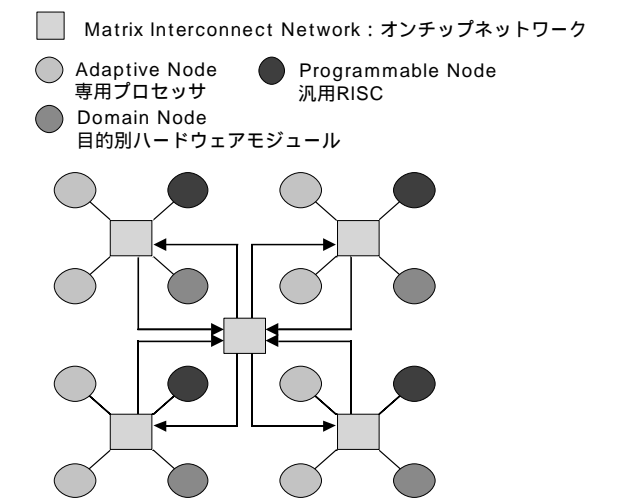 Matrix Interconnect Network：オンチップネットワーク
Adaptive Node
専用プロセッサ
Programmable Node
汎用RISC
Domain Node
目的別ハードウェアモジュール